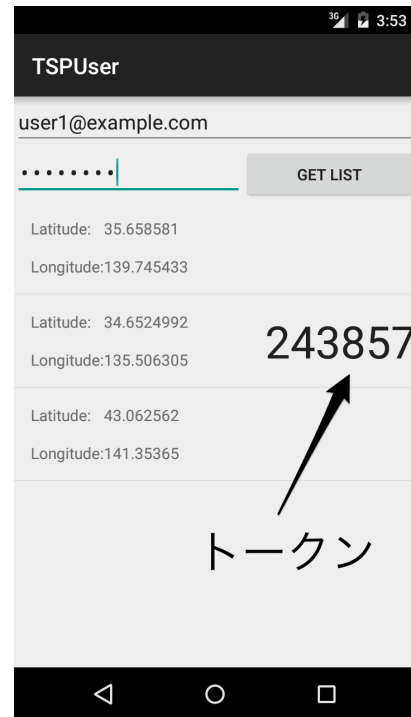 3G 3:53
TSPUser
user1@example.com
GET LIST
Latitude: 35.658581
Longitude:139.745433
Latitude: 34.6524992
Longitude:135.506305
243857
Latitude: 43.062562
Longitude:141.35365
トークン